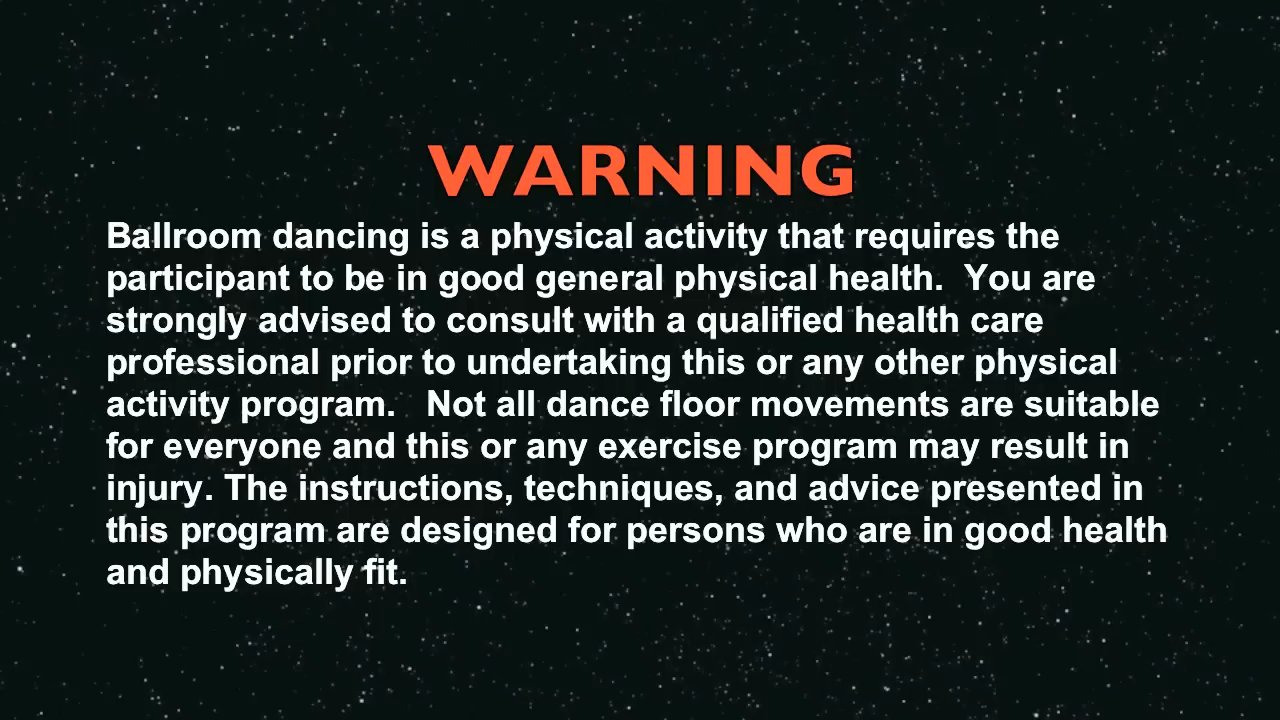 WARNING
Ballroom dancing is a physical activity that requires the
participant to be in good general physical health.  You are
strongly advised to consult with a qualified health care
professional prior to undertaking this or any other physical
activity program.   Not all dance floor movements are suitable
for everyone and this or any exercise program may result in
injury. The instructions, techniques, and advice presented in
this program are designed for persons who are in good health
and physically fit.